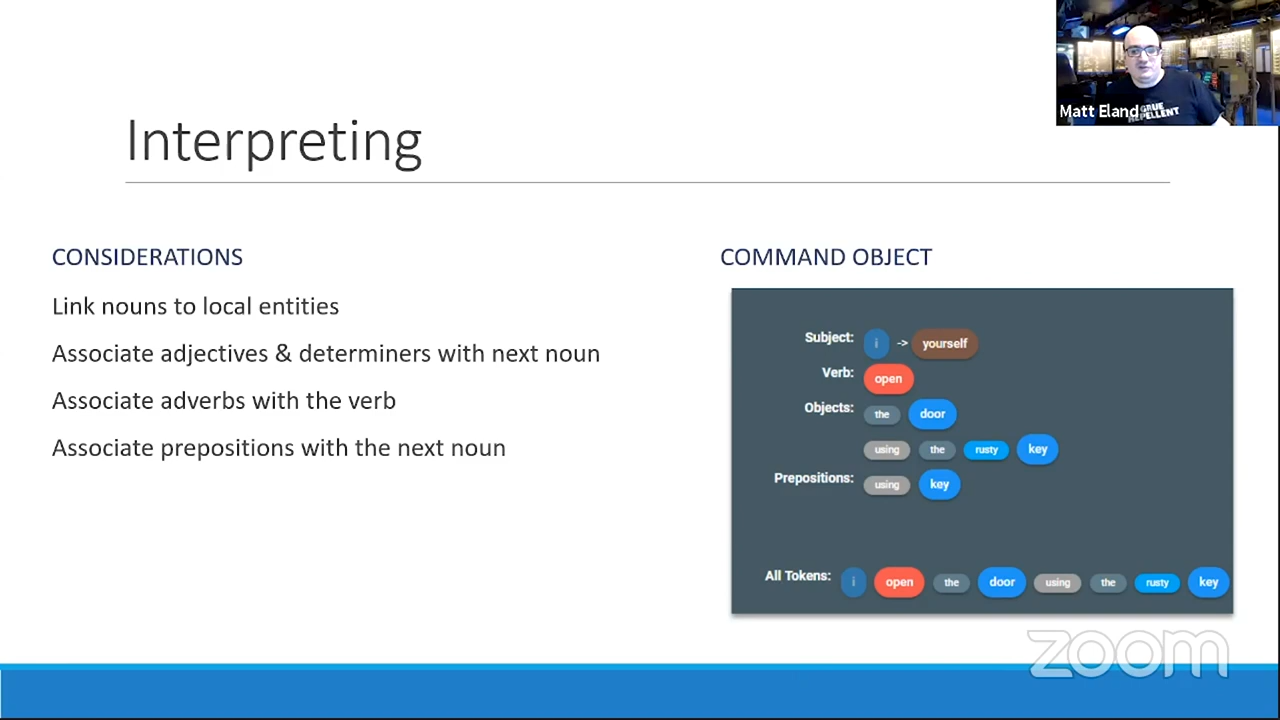 Matt Eland
GRUE
REPELLENT
Interpreting
CONSIDERATIONS
Link nouns to local entities
Associate adjectives & determiners with next noun
Associate adverbs with the verb
Associate prepositions with the next noun
COMMAND OBJECT
Subject: i -> yourself
Verb: open
Objects: the door
using the rusty key
Prepositions: using key
All Tokens: i open the door using the rusty key
zoom